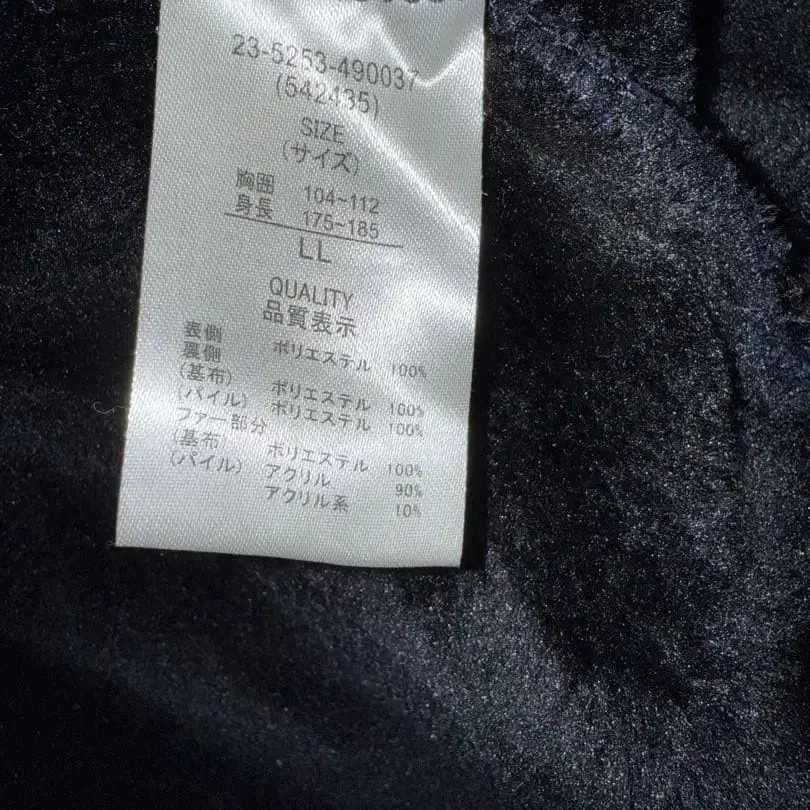 23-5253-490037
(542435)
SIZE
(サイズ)
胸囲 104~112
身長 175~185
LL
QUALITY
品質表示
表側 ポリエステル 100%
裏側
(基布) ポリエステル 100%
(パイル) ポリエステル 100%
ファー部分
(基布) ポリエステル 100%
(パイル) アクリル 90%
アクリル系 10%